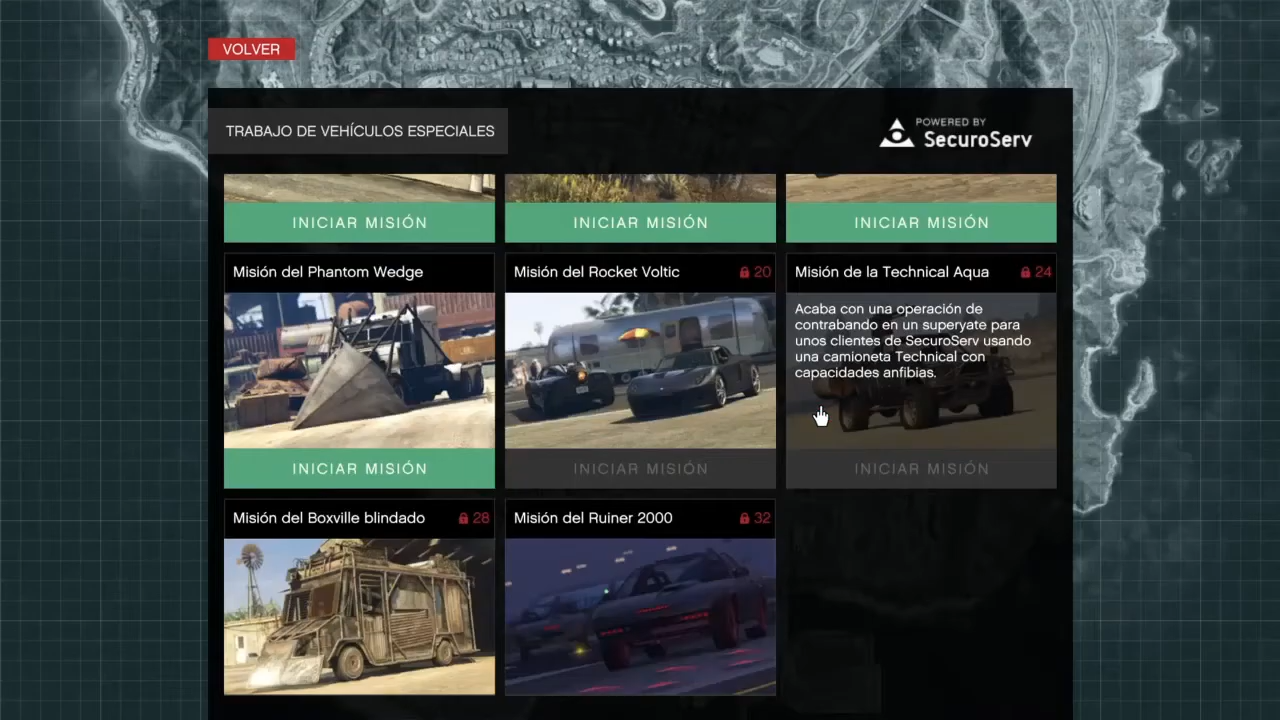 VOLVER
TRABAJO DE VEHÍCULOS ESPECIALES
POWERED BY
SecuroServ
INICIAR MISIÓN
INICIAR MISIÓN
INICIAR MISIÓN
Misión del Phantom Wedge
Misión del Rocket Voltic 20
Misión de la Technical Aqua 24
Acaba con una operación de
contrabando en un superyate para
unos clientes de SecuroServ usando
una camioneta Technical con
capacidades anfibias.
INICIAR MISIÓN
INICIAR MISIÓN
INICIAR MISIÓN
Misión del Boxville blindado 28
Misión del Ruiner 2000 32